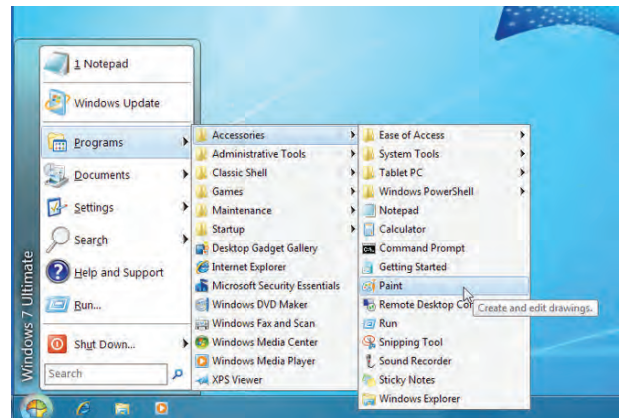 1 Notepad
Windows Update
Programs
Documents
Settings
Search
Help and Support
Run...
Shut Down...
Search
Windows 7 Ultimate
Accessories
Administrative Tools
Classic Shell
Games
Maintenance
Startup
Desktop Gadget Gallery
Internet Explorer
Microsoft Security Essentials
Windows DVD Maker
Windows Fax and Scan
Windows Media Center
Windows Media Player
XPS Viewer
Ease of Access
System Tools
Tablet PC
Windows PowerShell
Notepad
Calculator
Command Prompt
Getting Started
Paint
Remote Desktop Co
Create and edit drawings.
Run
Snipping Tool
Sound Recorder
Sticky Notes
Windows Explorer